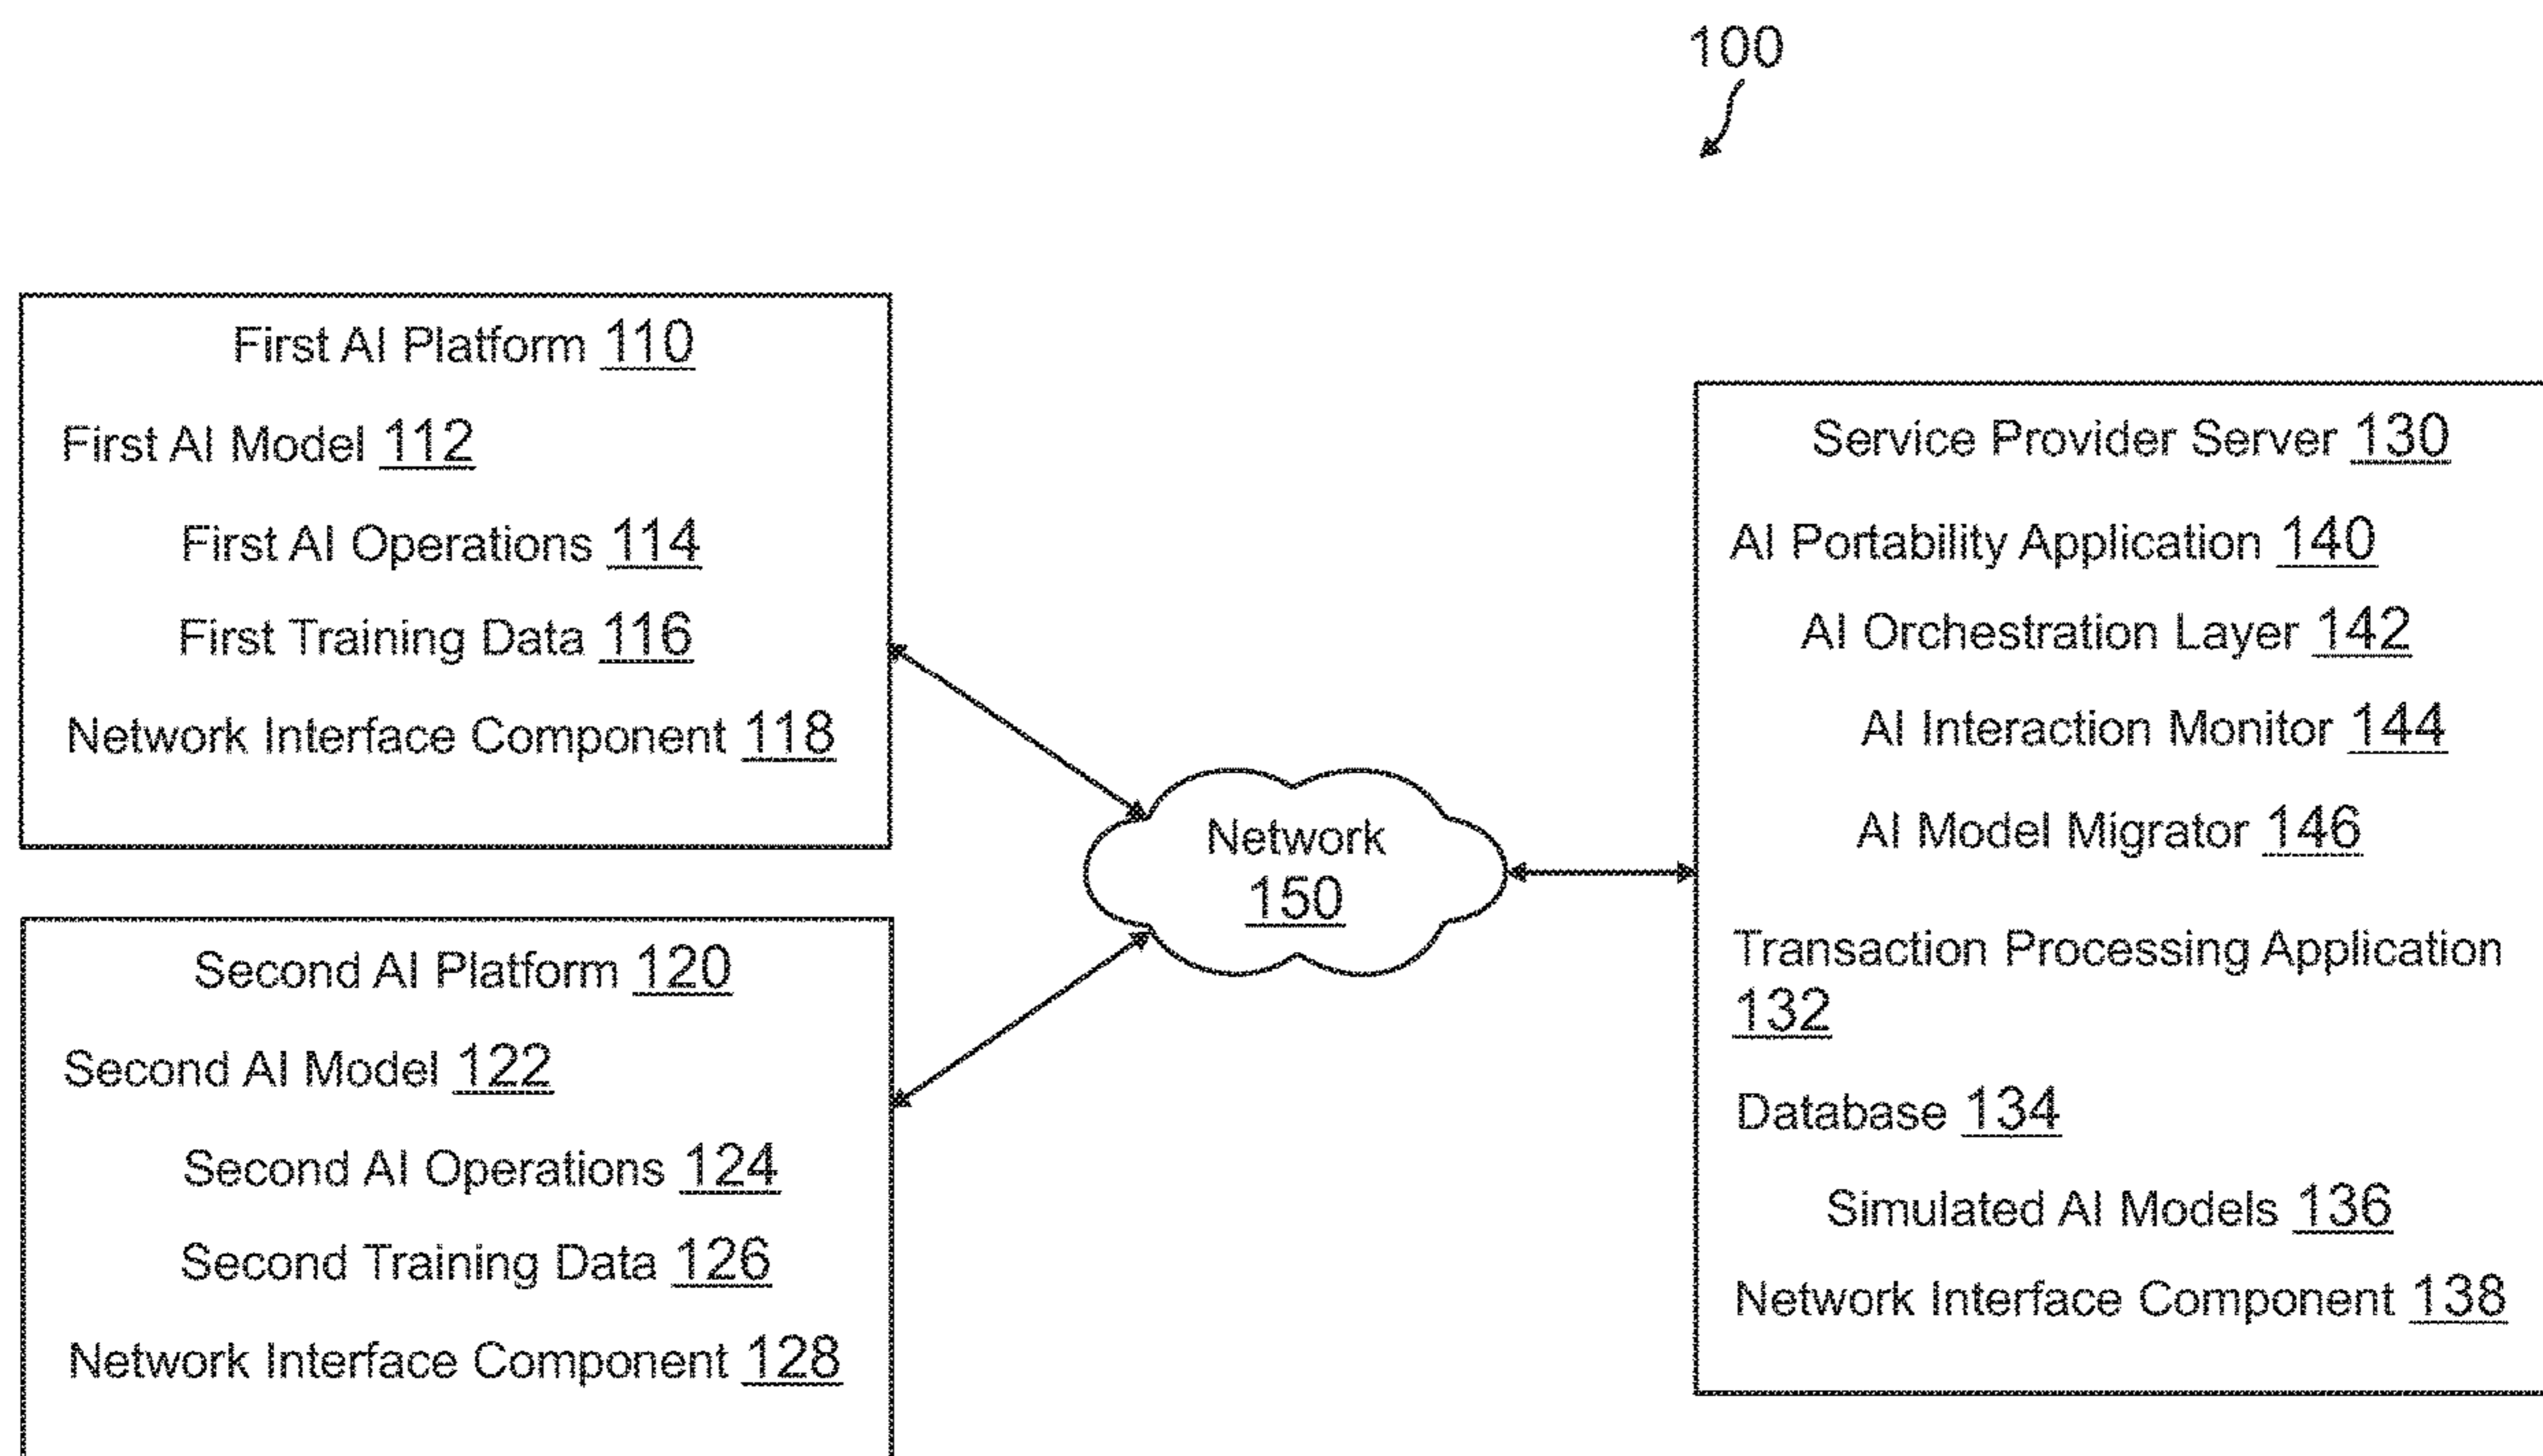 100
First AI Platform 110
First AI Model 112
First AI Operations 114
First Training Data 116
Network Interface Component 118
Second AI Platform 120
Second AI Model 122
Second AI Operations 124
Second Training Data 126
Network Interface Component 128
Network
150
Service Provider Server 130
AI Portability Application 140
AI Orchestration Layer 142
AI Interaction Monitor 144
AI Model Migrator 146
Transaction Processing Application
132
Database 134
Simulated AI Models 136
Network Interface Component 138